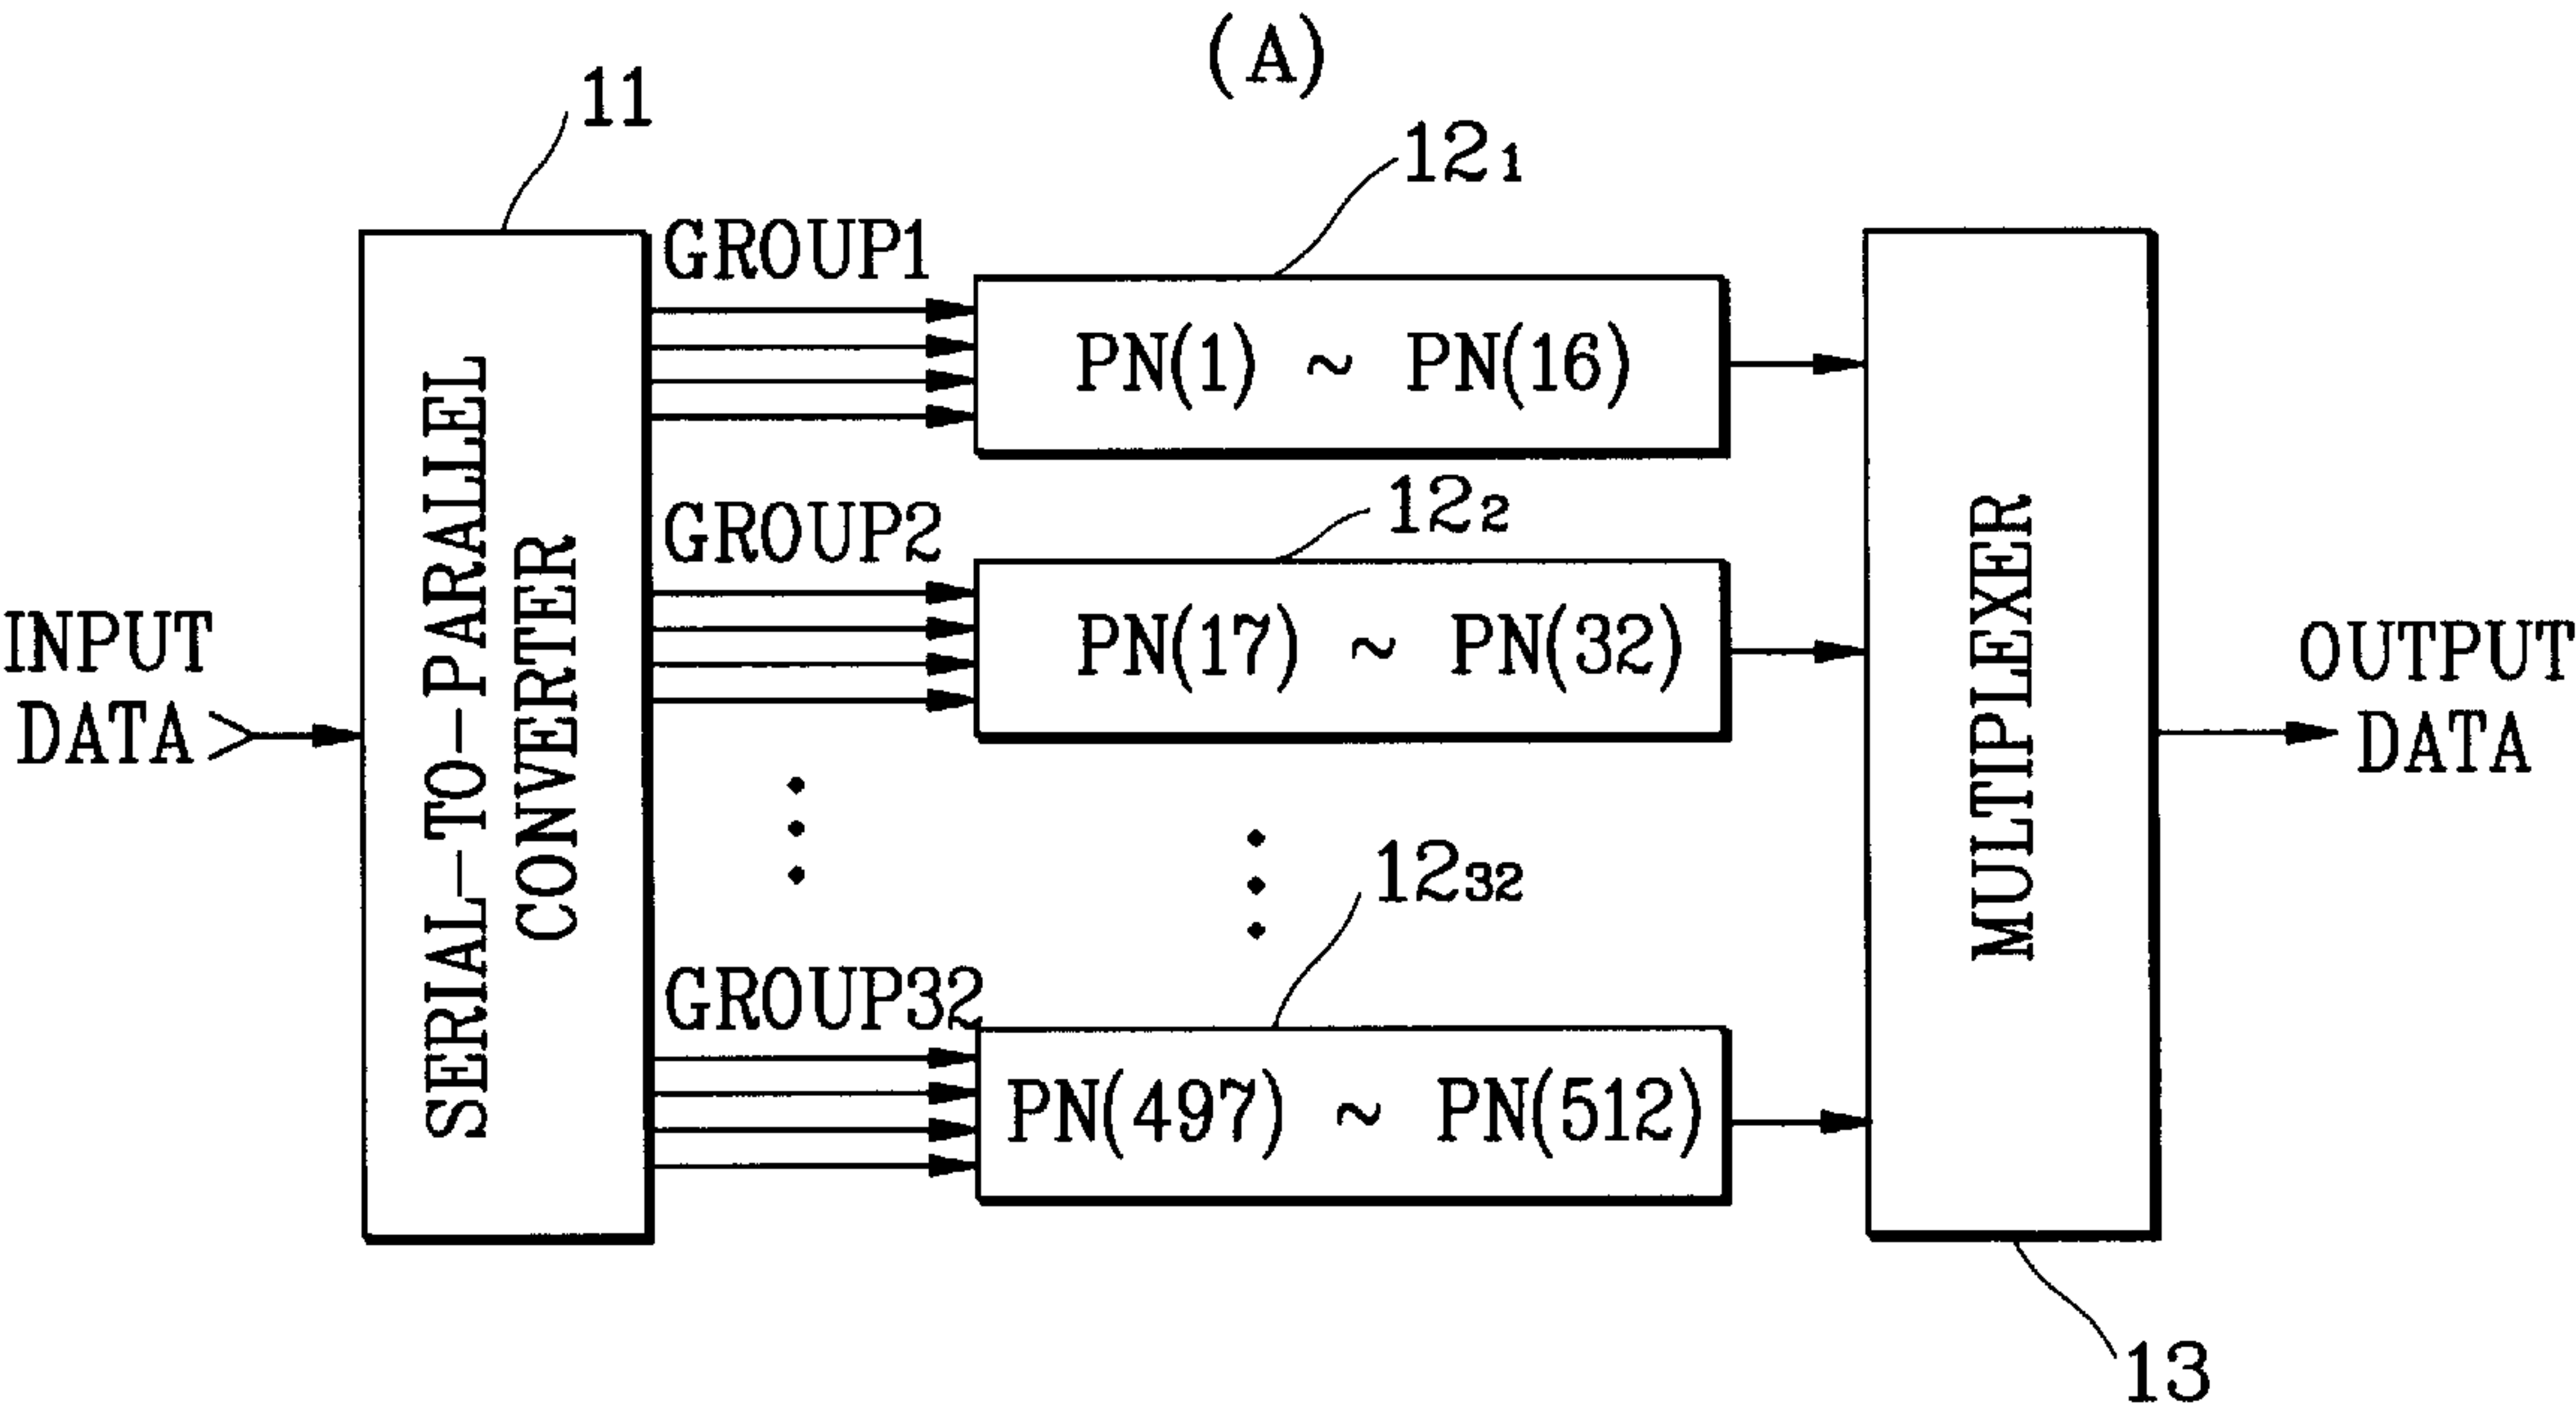 (A)
11
12₁
GROUP1
PN(1) ~ PN(16)
12₂
GROUP2
PN(17) ~ PN(32)
INPUT
DATA
SERIAL-TO-PARALLEL
CONVERTER
MULTIPLEXER
OUTPUT
DATA
12₃₂
GROUP32
PN(497) ~ PN(512)
13